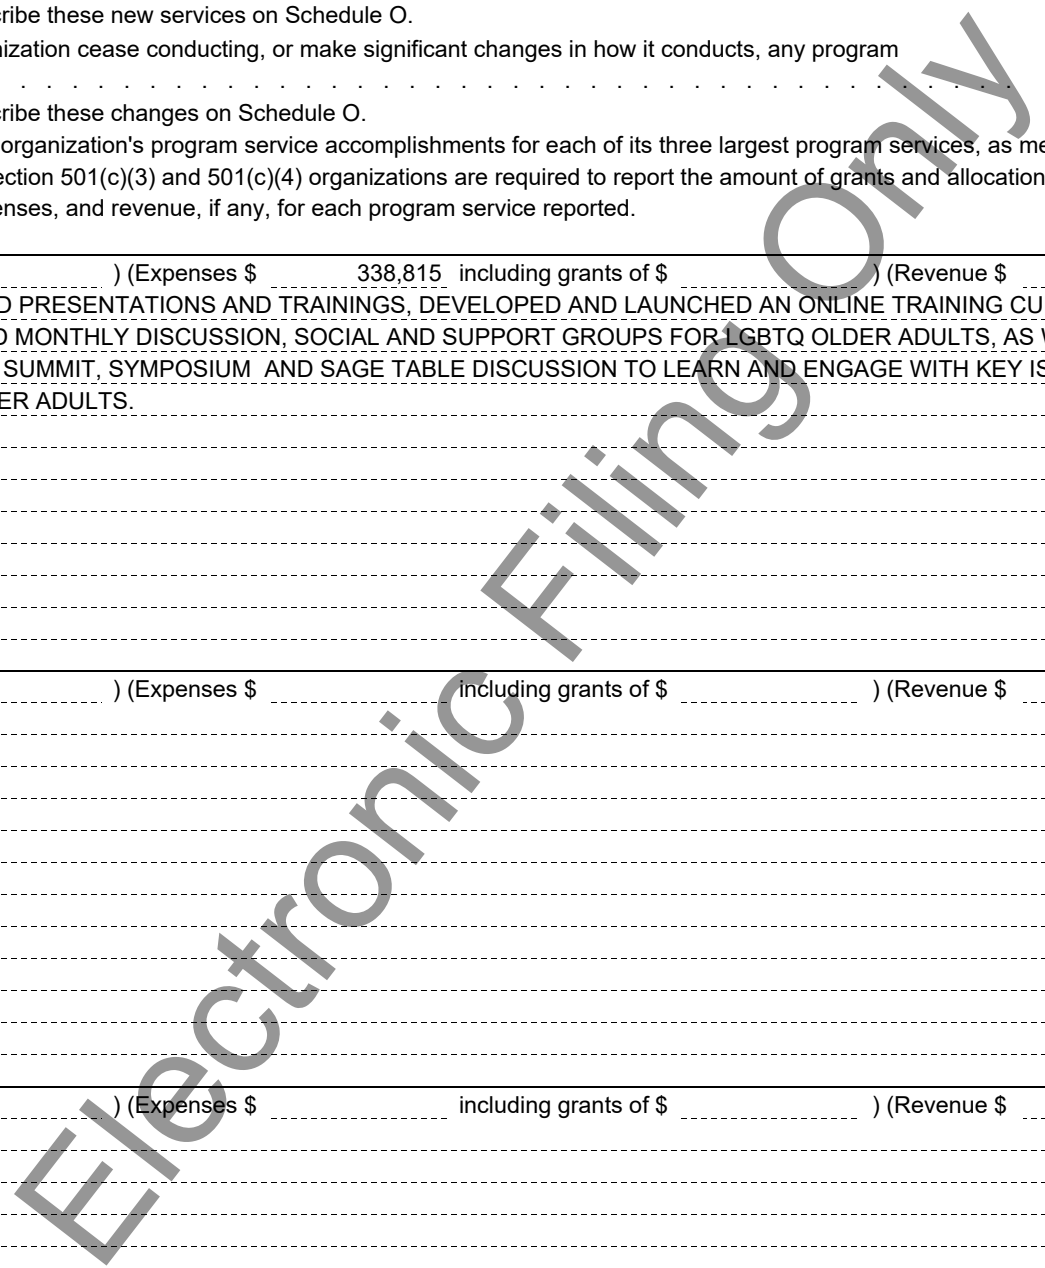 cribe these new services on Schedule O.
nization cease conducting, or make significant changes in how it conducts, any program
. . . . . . . . . . . . . . . . . . . . . . . . . . . . . . . . . . . . . . .
cribe these changes on Schedule O.
organization's program service accomplishments for each of its three largest program services, as me
ection 501(c)(3) and 501(c)(4) organizations are required to report the amount of grants and allocation
enses, and revenue, if any, for each program service reported.
) (Expenses $ 338,815 including grants of $ ) (Revenue $
D PRESENTATIONS AND TRAININGS, DEVELOPED AND LAUNCHED AN ONLINE TRAINING CU
D MONTHLY DISCUSSION, SOCIAL AND SUPPORT GROUPS FOR LGBTQ OLDER ADULTS, AS W
SUMMIT, SYMPOSIUM AND SAGE TABLE DISCUSSION TO LEARN AND ENGAGE WITH KEY IS
ER ADULTS.
) (Expenses $ including grants of $ ) (Revenue $
) (Expenses $ including grants of $ ) (Revenue $
Electronic Filing Only